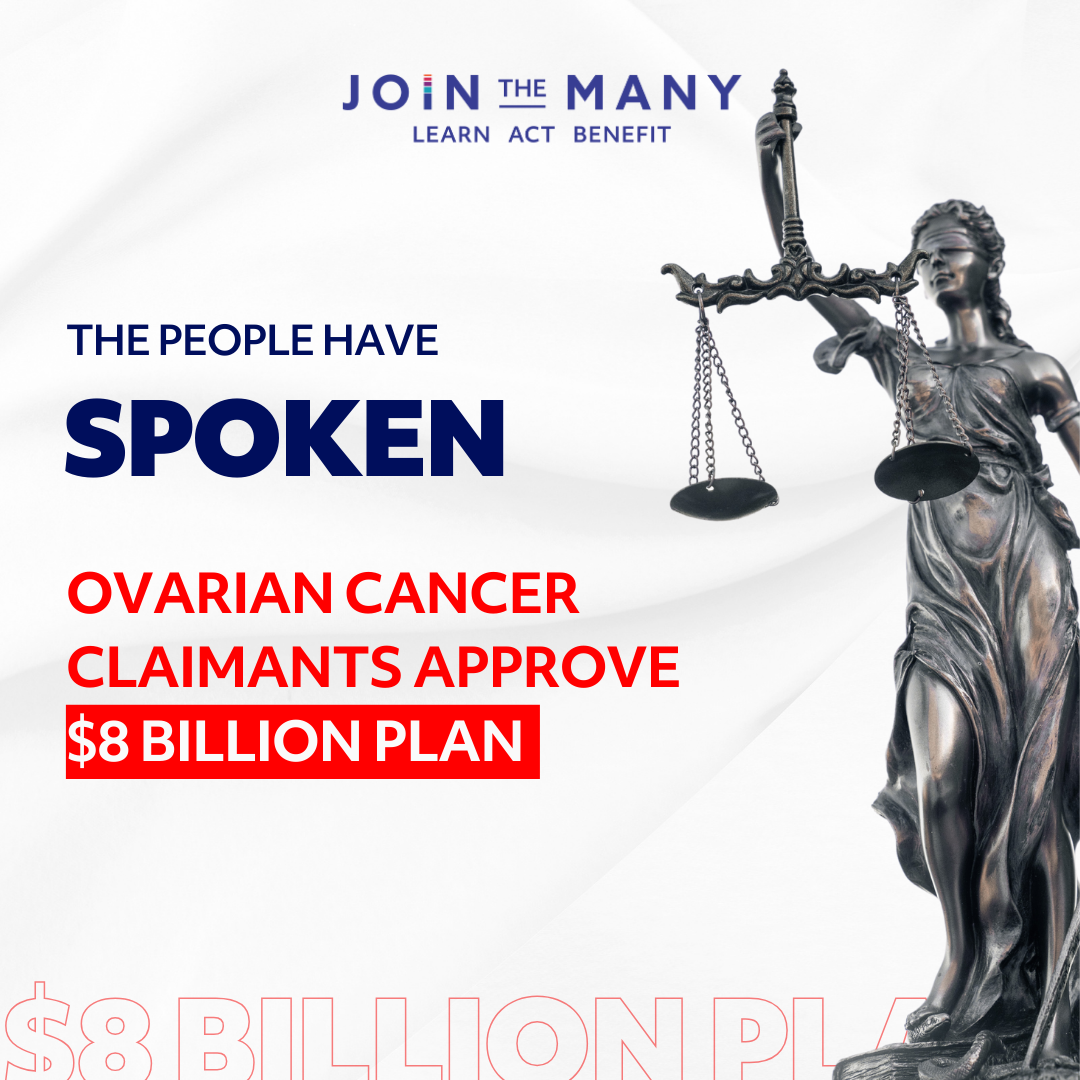 JOIN THE MANY
LEARN ACT BENEFIT
THE PEOPLE HAVE
SPOKEN
OVARIAN CANCER
CLAIMANTS APPROVE
$8 BILLION PLAN
$8 BILLION PLA